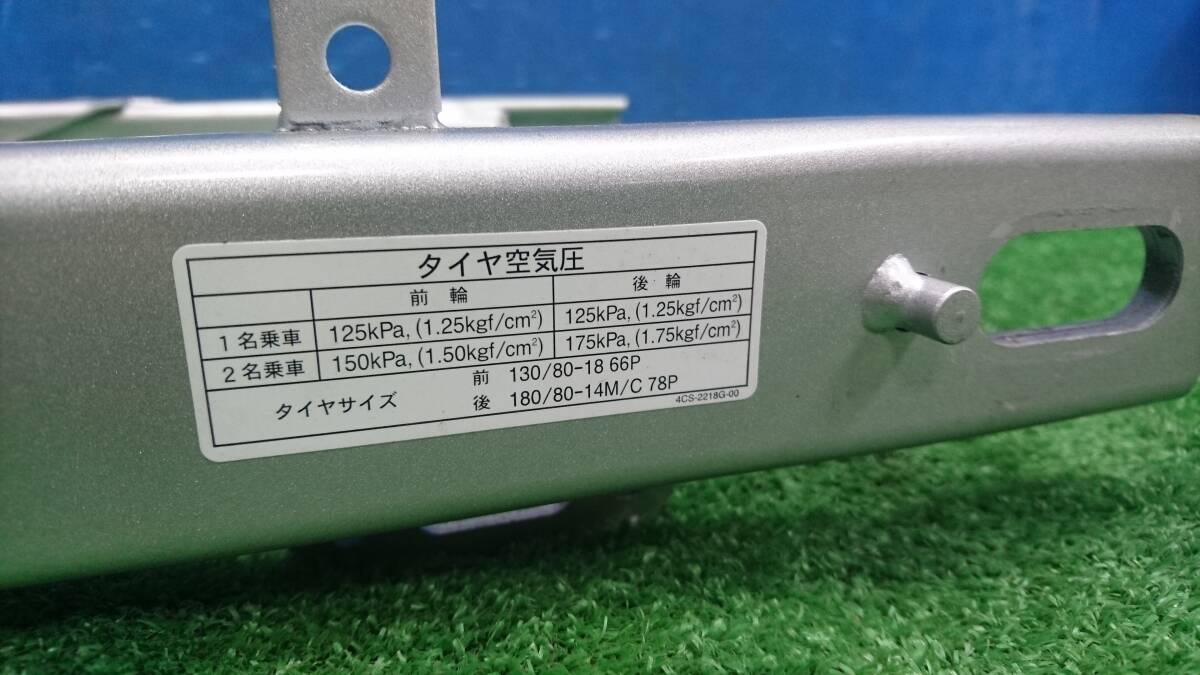 タイヤ空気圧
前輪 後輪
1名乗車 125kPa, (1.25kgf/cm²) 125kPa, (1.25kgf/cm²)
2名乗車 150kPa, (1.50kgf/cm²) 175kPa, (1.75kgf/cm²)
タイヤサイズ 前 130/80-18 66P
後 180/80-14M/C 78P
4CS-2218G-00